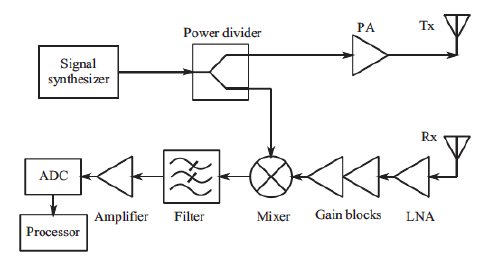 Power divider
PA
Tx
Signal
synthesizer
Rx
ADC
Amplifier
Filter
Mixer
Gain blocks
LNA
Processor